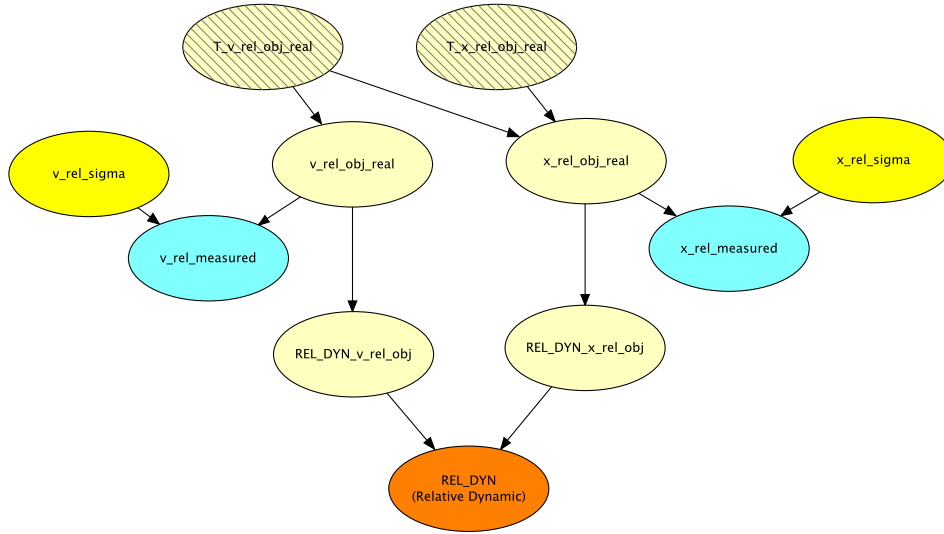 T_v_rel_obj_real
T_x_rel_obj_real
v_rel_sigma
v_rel_obj_real
x_rel_obj_real
x_rel_sigma
v_rel_measured
x_rel_measured
REL_DYN_v_rel_obj
REL_DYN_x_rel_obj
REL_DYN
(Relative Dynamic)